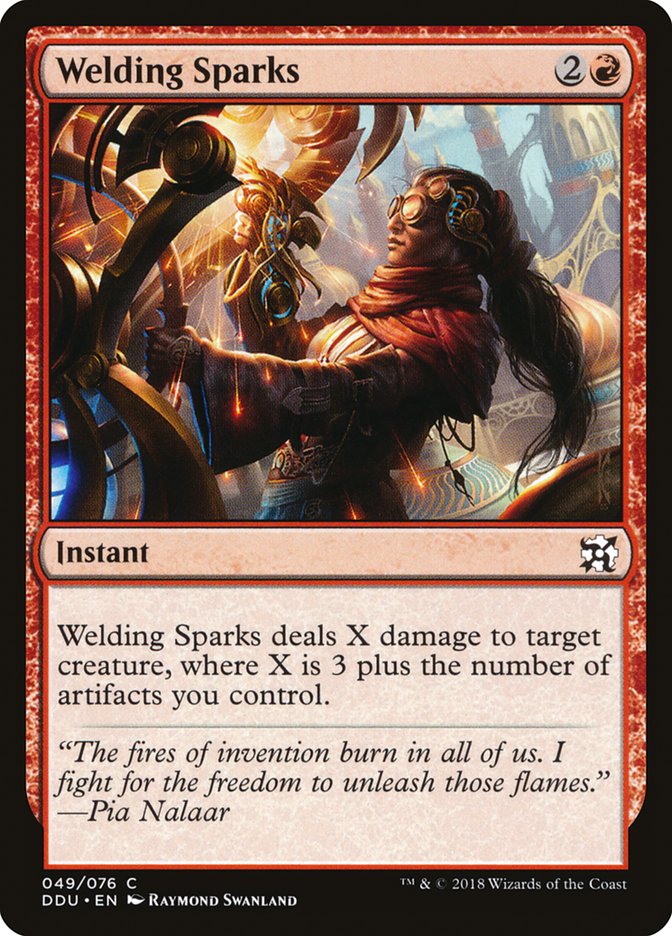 Welding Sparks 2
Instant
Welding Sparks deals X damage to target
creature, where X is 3 plus the number of
artifacts you control.
“The fires of invention burn in all of us. I
fight for the freedom to unleash those flames.”
—Pia Nalaar
049/076 C
DDU • EN Raymond Swanland
™ & © 2018 Wizards of the Coast